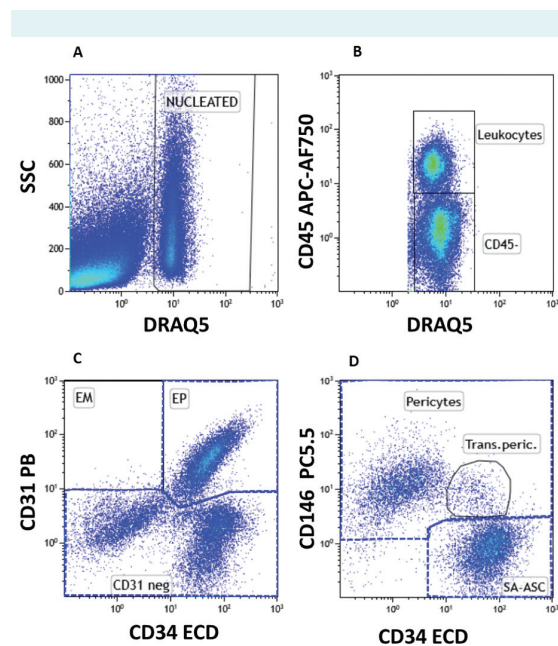 A
SSC
1000
800
600
400
200
0
NUCLEATED
10⁰ 10¹ 10² 10³
DRAQ5
B
CD45 APC-AF750
10³
10²
10¹
10⁰
Leukocytes
CD45-
10⁰ 10¹ 10² 10³
DRAQ5
C
CD31 PB
10³
10²
10¹
10⁰
EM
EP
CD31 neg
10⁰ 10¹ 10² 10³
CD34 ECD
D
CD146 PC5.5
10³
10²
10¹
10⁰
Pericytes
Trans.peric.
SA-ASC
10⁰ 10¹ 10² 10³
CD34 ECD